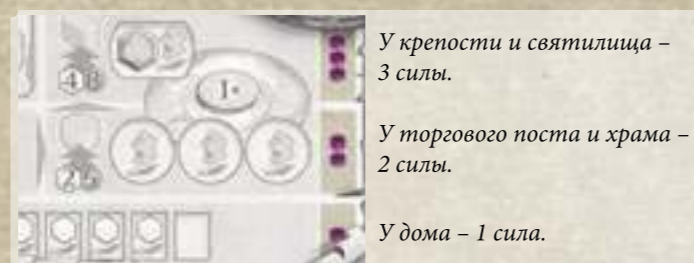 У крепости и святилища –
3 силы.
У торгового поста и храма –
2 силы.
У дома – 1 сила.